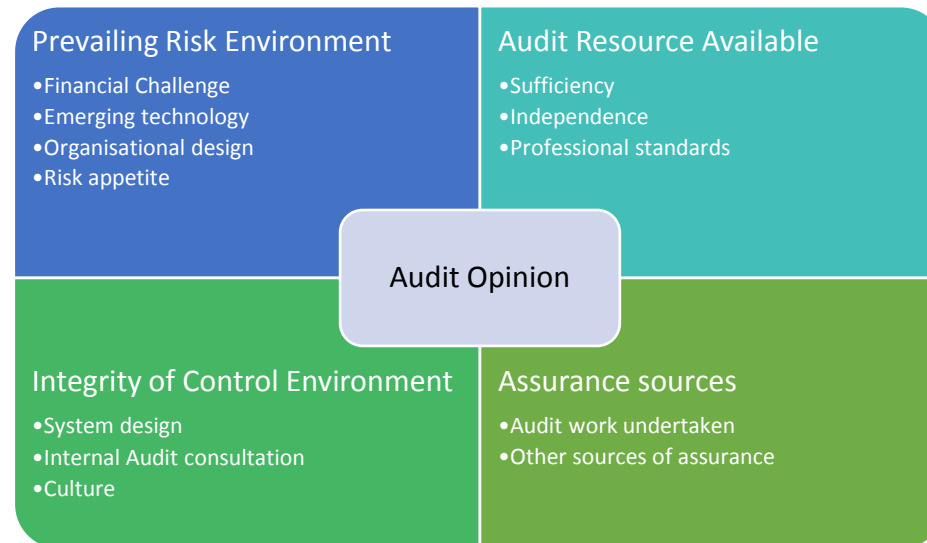 Prevailing Risk Environment
•Financial Challenge
•Emerging technology
•Organisational design
•Risk appetite
Audit Resource Available
•Sufficiency
•Independence
•Professional standards
Audit Opinion
Integrity of Control Environment
•System design
•Internal Audit consultation
•Culture
Assurance sources
•Audit work undertaken
•Other sources of assurance